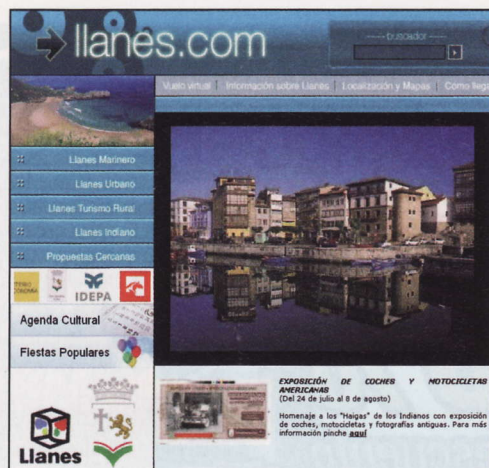 llanes.com
buscador
Vuelo virtual | Información sobre Llanes | Localización y Mapas | Cómo llega
Llanes Marinero
Llanes Urbano
Llanes Turismo Rural
Llanes Indiano
Propuestas Cercanas
IDEPA
Agenda Cultural
Fiestas Populares
Llanes
EXPOSICIÓN DE COCHES Y MOTOCICLETAS
AMERICANAS
(Del 24 de julio al 8 de agosto)
Homenaje a los "Haigas" de los Indianos con exposición
de coches, motocicletas y fotografías antiguas. Para más
información pinche aquí